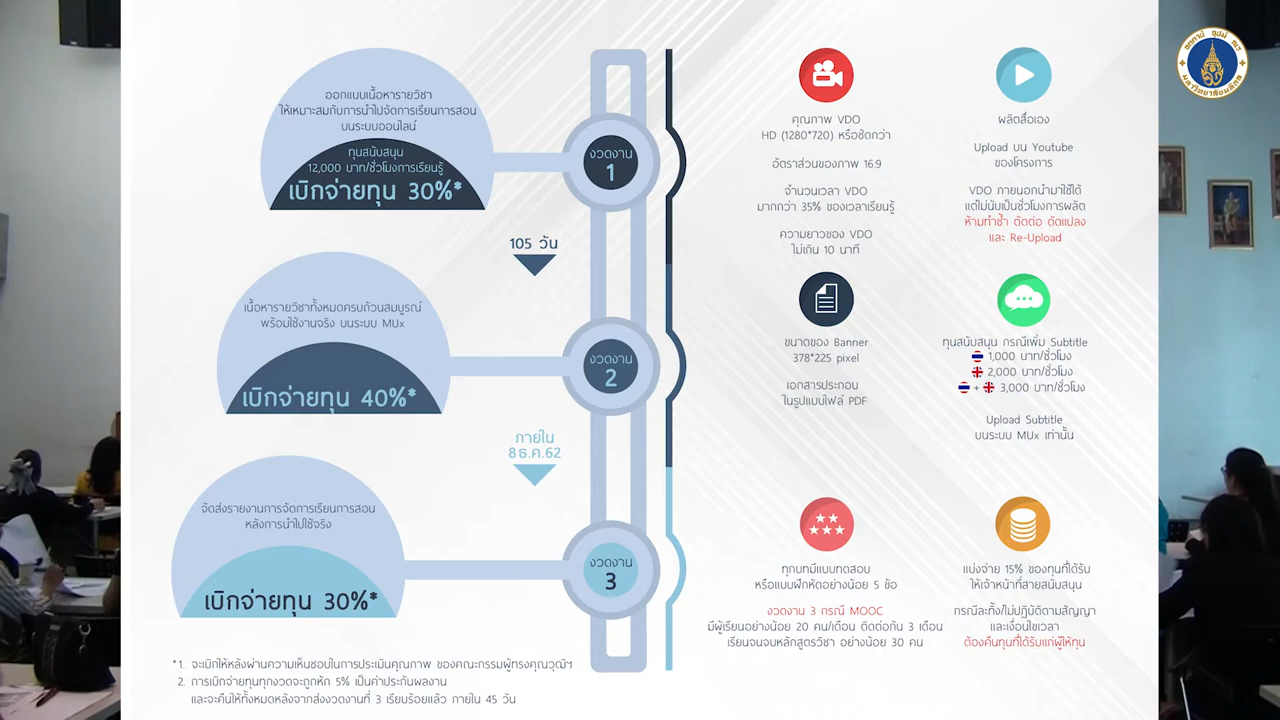 ออกแบบเนื้อหารายวิชา
ให้เหมาะสมกับการนำไปจัดการเรียนการสอน
บนระบบออนไลน์
ทุนสนับสนุน
12,000 บาท/ชั่วโมงการเรียนรู้
เบิกจ่ายทุน 30%*
งวดงาน
1
105 วัน
เนื้อหารายวิชาทั้งหมดครบถ้วนสมบูรณ์
พร้อมใช้งานจริง บนระบบ MUx
เบิกจ่ายทุน 40%*
งวดงาน
2
ภายใน
8 ธ.ค.62
จัดส่งรายงานการจัดการเรียนการสอน
หลังการนำไปใช้จริง
เบิกจ่ายทุน 30%*
งวดงาน
3
*1. จะเบิกให้หลังผ่านความเห็นชอบในการประเมินคุณภาพ ของคณะกรรมผู้ทรงคุณวุฒิฯ
2. การเบิกจ่ายทุนทุกงวดจะถูกหัก 5% เป็นค่าประกันผลงาน
และจะคืนให้ทั้งหมดหลังจากส่งงวดงานที่ 3 เรียบร้อยแล้ว ภายใน 45 วัน
คุณภาพ VDO
HD (1280*720) หรือชัดกว่า
อัตราส่วนของภาพ 16:9
จำนวนเวลา VDO
มากกว่า 35% ของเวลาเรียนรู้
ความยาวของ VDO
ไม่เกิน 10 นาที
ผลิตสื่อเอง
Upload บน Youtube
ของโครงการ
VDO ภายนอกนำมาใช้ได้
แต่ไม่นับเป็นชั่วโมงการผลิต
ห้ามทำซ้ำ ตัดต่อ ดัดแปลง
และ Re-Upload
ขนาดของ Banner
378*225 pixel
เอกสารประกอบ
ในรูปแบบไฟล์ PDF
ทุนสนับสนุน กรณีเพิ่ม Subtitle
1,000 บาท/ชั่วโมง
2,000 บาท/ชั่วโมง
+ 3,000 บาท/ชั่วโมง
Upload Subtitle
บนระบบ MUx เท่านั้น
ทุกบทมีแบบทดสอบ
หรือแบบฝึกหัดอย่างน้อย 5 ข้อ
งวดงาน 3 กรณี MOOC
มีผู้เรียนอย่างน้อย 20 คน/เดือน ติดต่อกัน 3 เดือน
เรียนจนจบหลักสูตรวิชา อย่างน้อย 30 คน
แบ่งจ่าย 15% ของทุนที่ได้รับ
ให้เจ้าหน้าที่สายสนับสนุน
กรณีละทิ้ง/ไม่ปฏิบัติตามสัญญา
และเงื่อนไขเวลา
ต้องคืนทุนที่ได้รับแก่ผู้ให้ทุน
อตฺตานํ อุปมํ กเร
มหาวิทยาลัยมหิดล